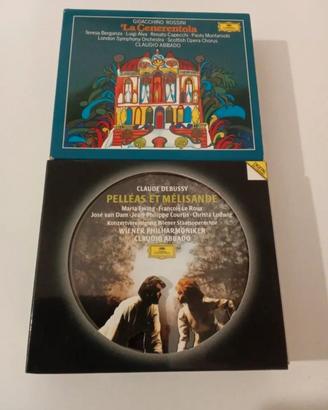 GIOACCHINO ROSSINI
La Cenerentola
Teresa Berganza · Luigi Alva · Renato Capecchi · Paolo Montarsolo
London Symphony Orchestra · Scottish Opera Chorus
CLAUDIO ABBADO
CLAUDE DEBUSSY
PELLÉAS ET MÉLISANDE
Maria Ewing · François Le Roux
José van Dam · Jean-Philippe Courtis · Christa Ludwig
Konzertvereinigung Wiener Staatsopernchor
WIENER PHILHARMONIKER
CLAUDIO ABBADO